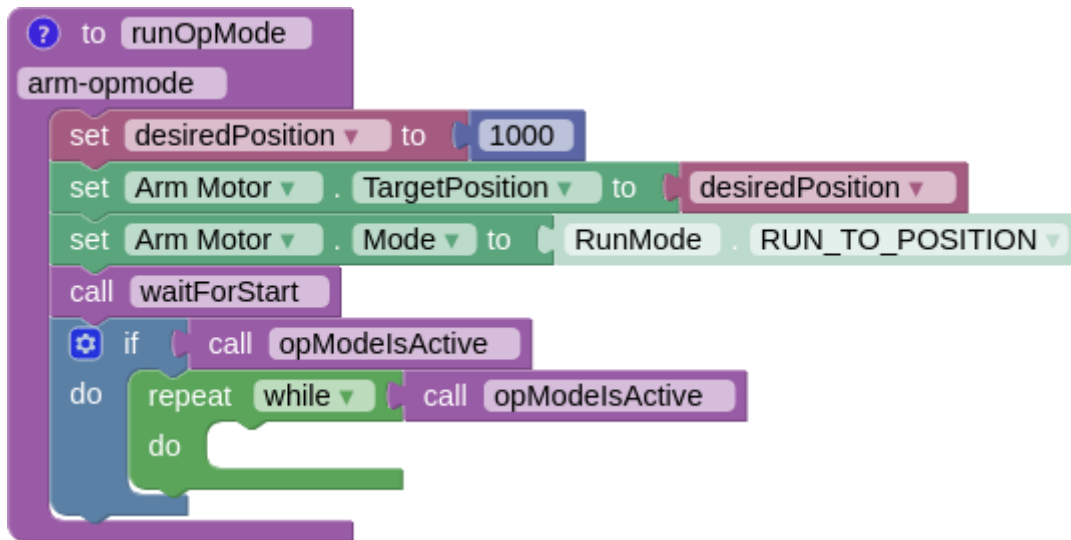 ? to runOpMode
arm-opmode
set desiredPosition ▾ to 1000
set Arm Motor ▾ . TargetPosition ▾ to desiredPosition ▾
set Arm Motor ▾ . Mode ▾ to RunMode . RUN_TO_POSITION ▾
call waitForStart
if call opModeIsActive
do repeat while ▾ call opModeIsActive
do